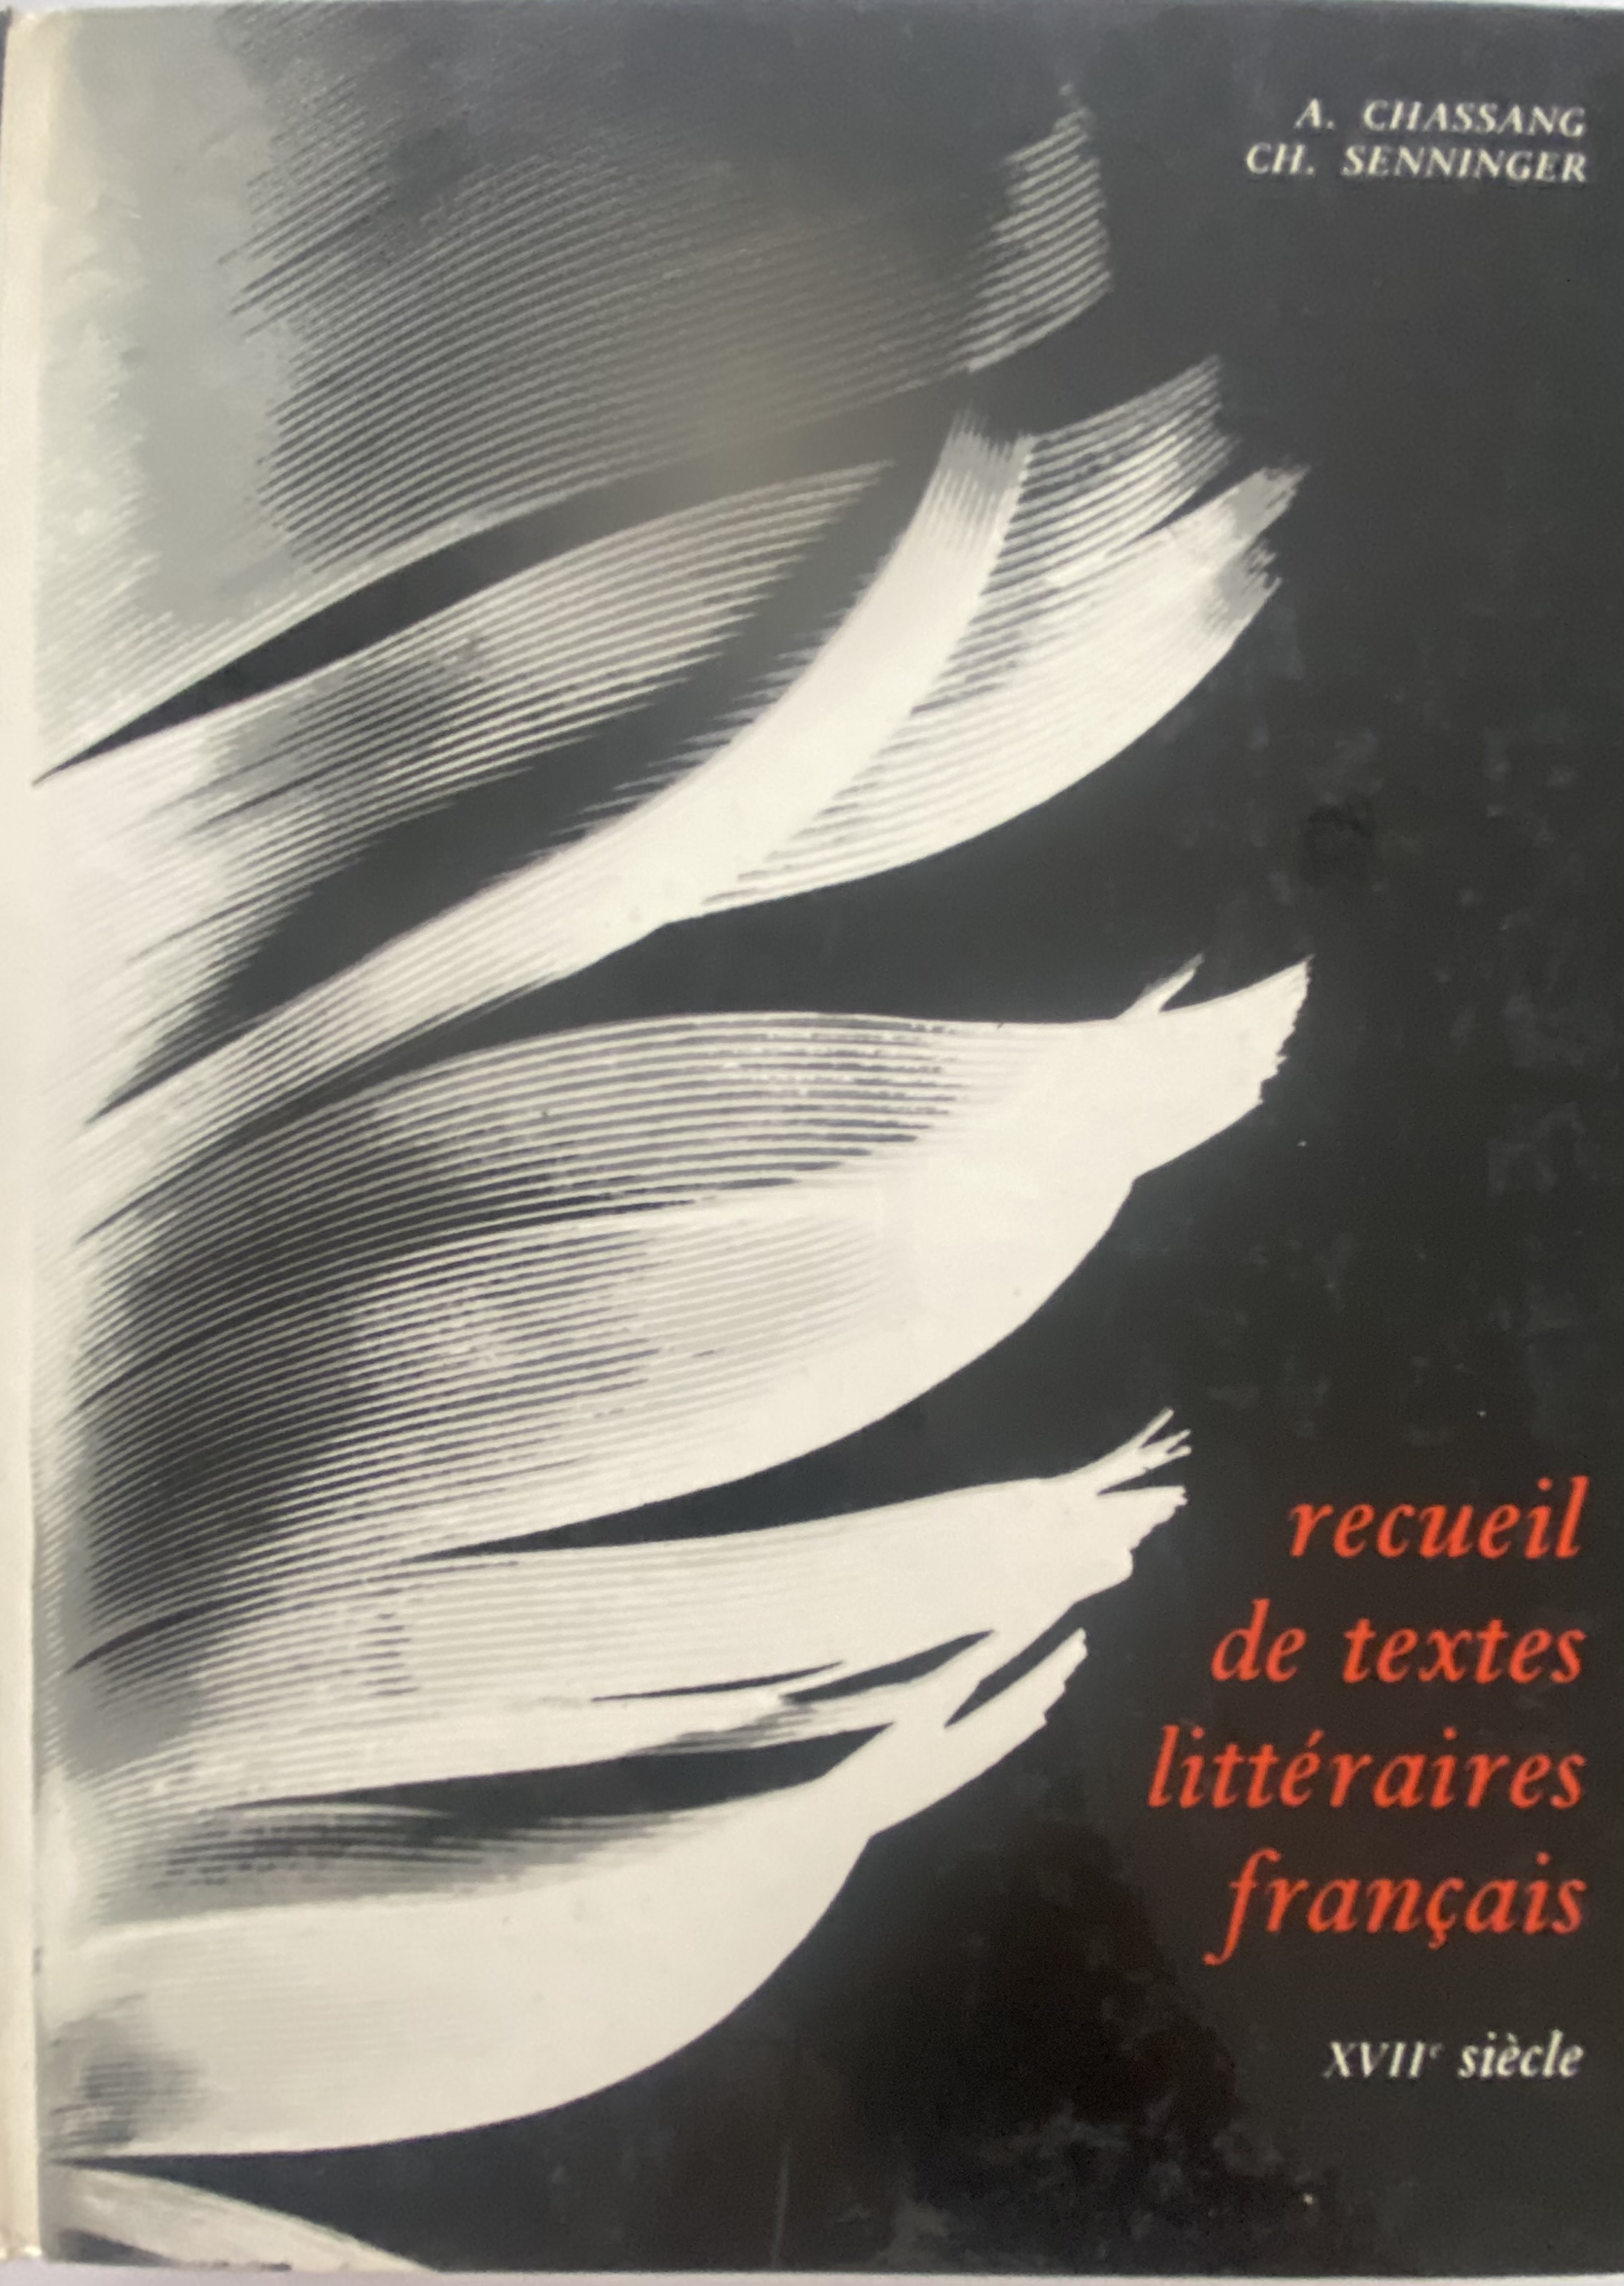 A. CHASSANG
CH. SENNINGER
recueil
de textes
littéraires
français
XVIIᵉ siècle